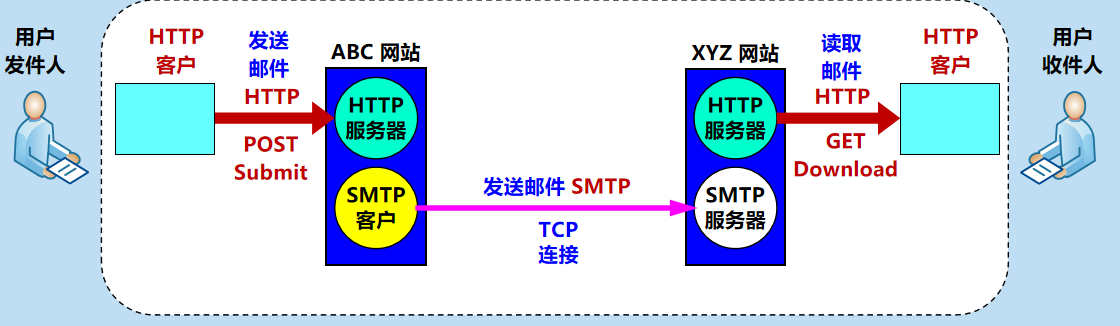 用户
发件人
HTTP
客户
发送
邮件
HTTP
POST
Submit
ABC 网站
HTTP
服务器
SMTP
客户
发送邮件 SMTP
TCP
连接
XYZ 网站
HTTP
服务器
SMTP
服务器
读取
邮件
HTTP
GET
Download
HTTP
客户
用户
收件人